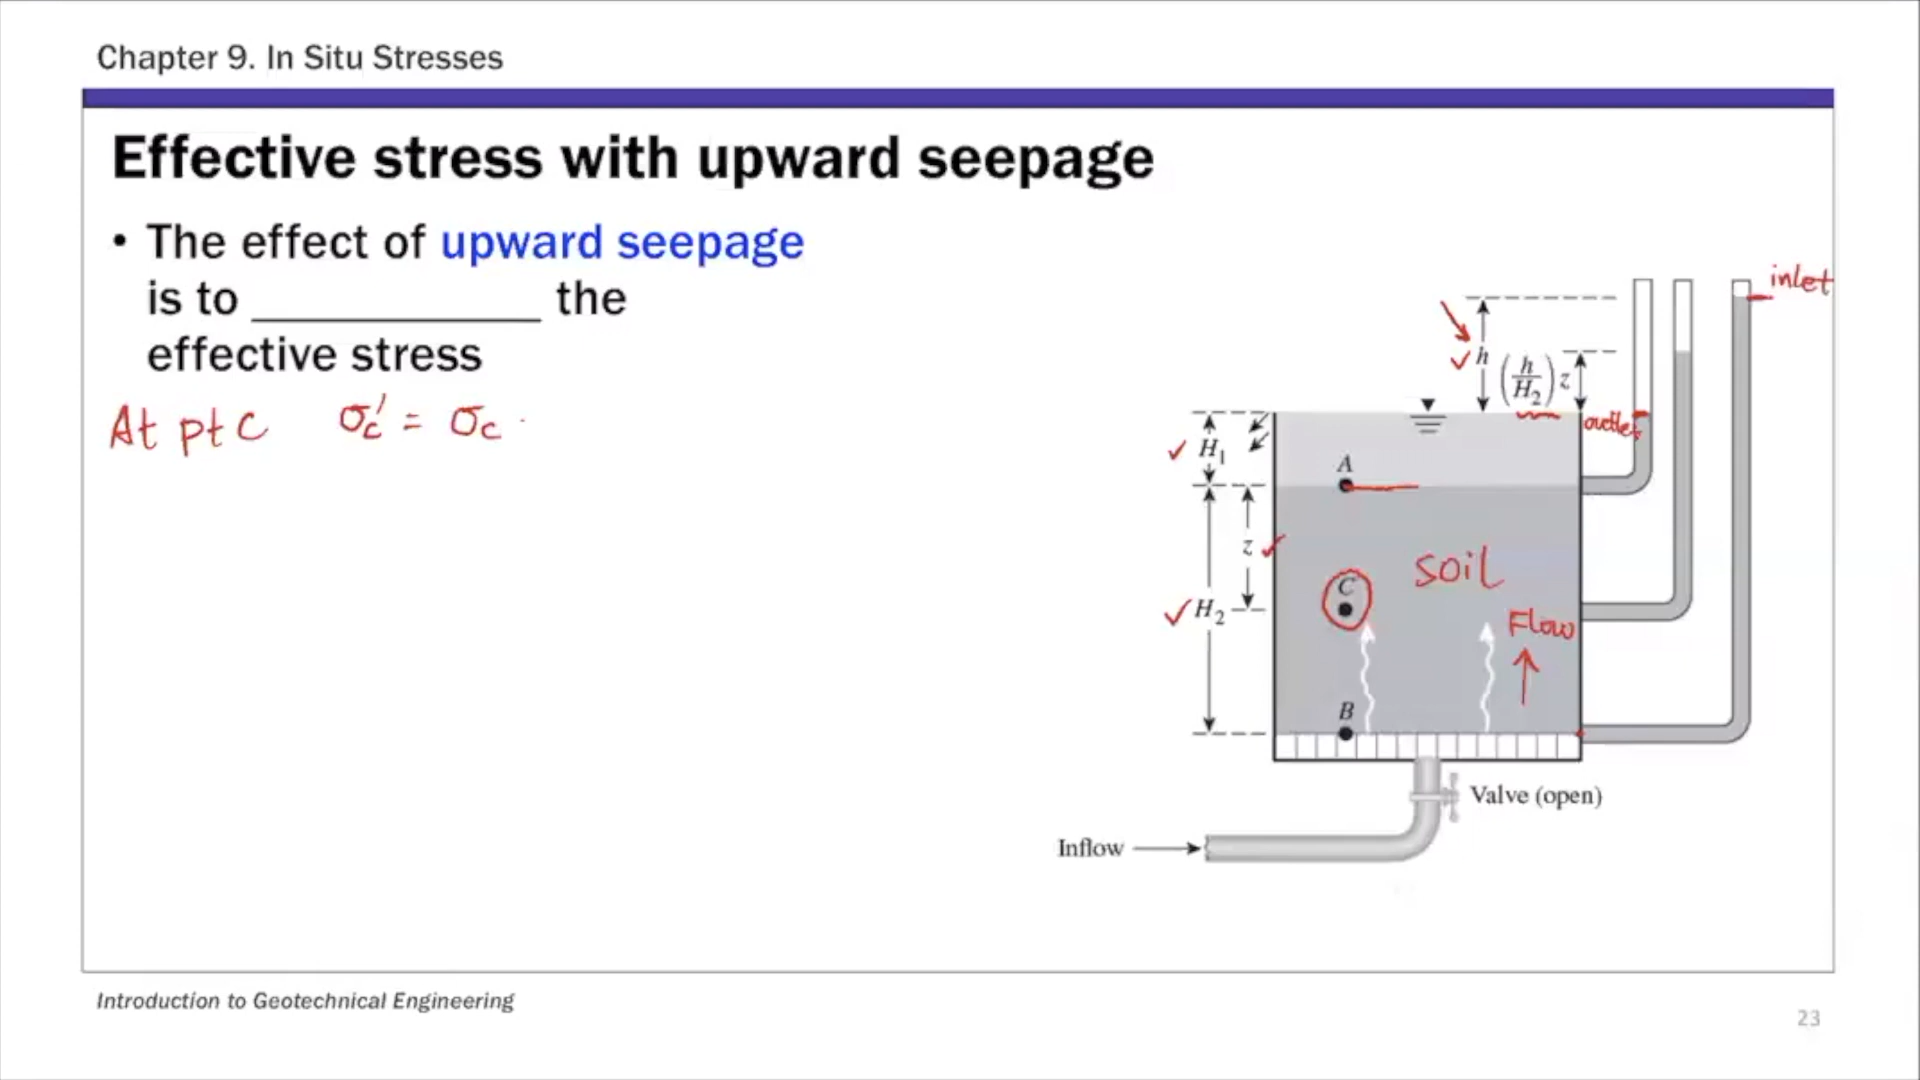 Chapter 9. In Situ Stresses
Effective stress with upward seepage
• The effect of upward seepage
is to ____________ the
effective stress
At pt C σc' = σc -
inlet
h
(h/H2) z
outlet
H1
A
z
soil
C
H2
Flow
B
Valve (open)
Inflow
Introduction to Geotechnical Engineering
23